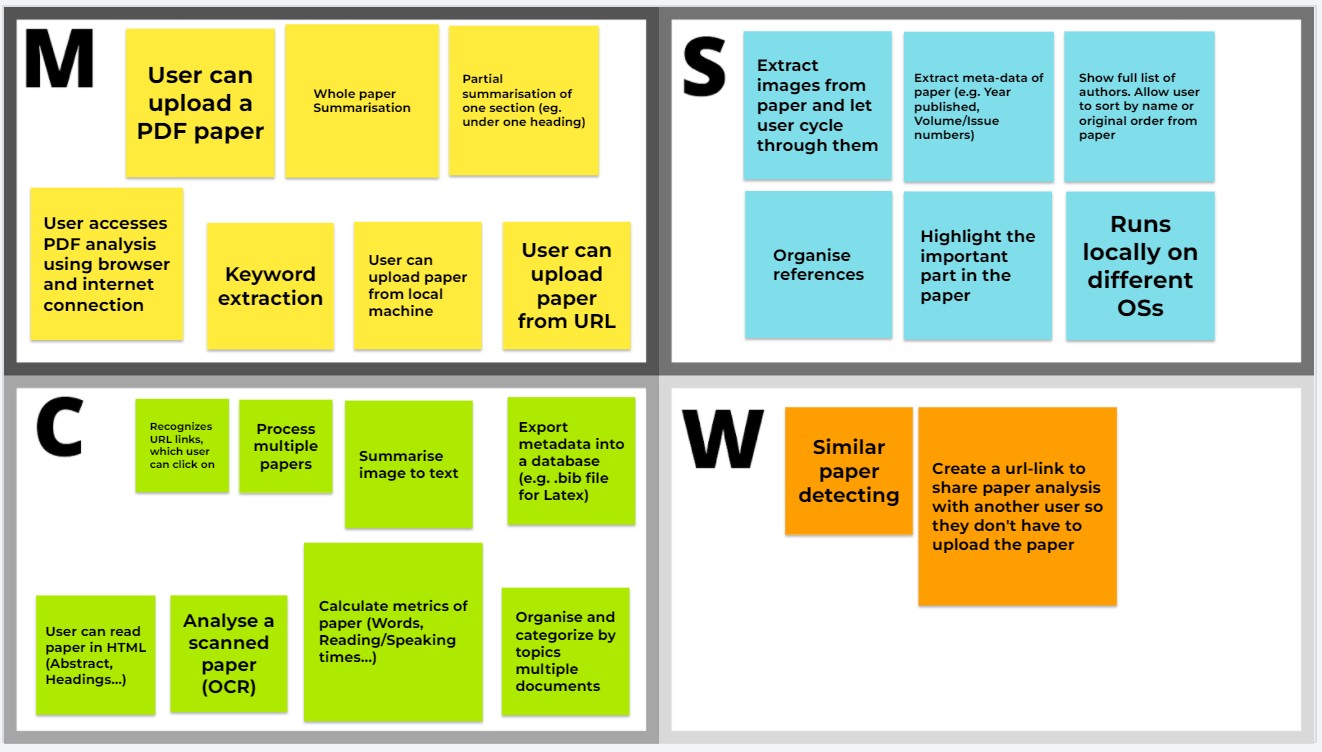 M
User can
upload a
PDF paper
Whole paper
Summarisation
Partial
summarisation of
one section (eg.
under one heading)
User accesses
PDF analysis
using browser
and internet
connection
Keyword
extraction
User can
upload paper
from local
machine
User can
upload
paper
from URL
S
Extract
images from
paper and let
user cycle
through them
Extract meta-data of
paper (e.g. Year
published,
Volume/Issue
numbers)
Show full list of
authors. Allow user
to sort by name or
original order from
paper
Organise
references
Highlight the
important
part in the
paper
Runs
locally on
different
OSs
C
Recognizes
URL links,
which user
can click on
Process
multiple
papers
Summarise
image to text
Export
metadata into
a database
(e.g. .bib file
for Latex)
User can read
paper in HTML
(Abstract,
Headings...)
Analyse a
scanned
paper
(OCR)
Calculate metrics of
paper (Words,
Reading/Speaking
times...)
Organise and
categorize by
topics
multiple
documents
W
Similar
paper
detecting
Create a url-link to
share paper analysis
with another user so
they don't have to
upload the paper